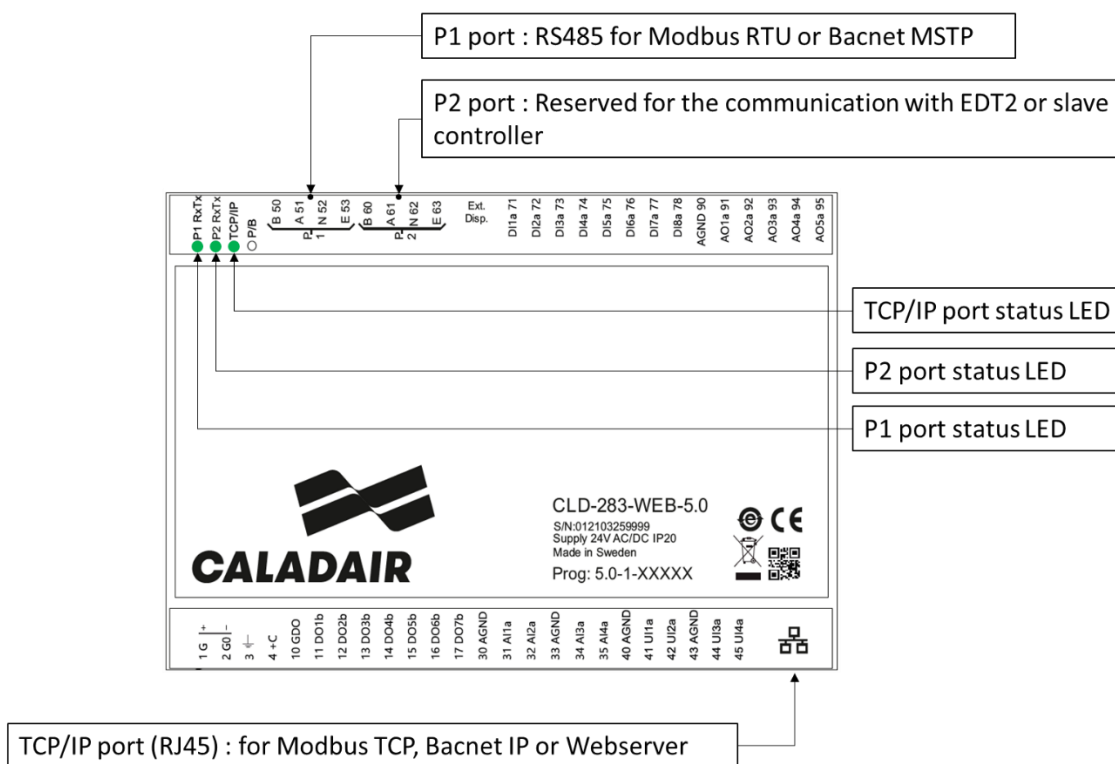 P1 port : RS485 for Modbus RTU or Bacnet MSTP
P2 port : Reserved for the communication with EDT2 or slave
controller
P1 RxTx
P2 RxTx
TCP/IP
P/B
B 50
A 51
N 52
E 53
P
1
B 60
A 61
N 62
E 63
P
2
Ext.
Disp.
DI1a 71
DI2a 72
DI3a 73
DI4a 74
DI5a 75
DI6a 76
DI7a 77
DI8a 78
AGND 90
AO1a 91
AO2a 92
AO3a 93
AO4a 94
AO5a 95
TCP/IP port status LED
P2 port status LED
P1 port status LED
CALADAIR
CLD-283-WEB-5.0
S/N:012103259999
Supply 24V AC/DC IP20
Made in Sweden
Prog: 5.0-1-XXXXX
1 G +
2 G0 -
3
4 +C
10 GDO
11 DO1b
12 DO2b
13 DO3b
14 DO4b
15 DO5b
16 DO6b
17 DO7b
30 AGND
31 AI1a
32 AI2a
33 AGND
34 AI3a
35 AI4a
40 AGND
41 UI1a
42 UI2a
43 AGND
44 UI3a
45 UI4a
TCP/IP port (RJ45) : for Modbus TCP, Bacnet IP or Webserver